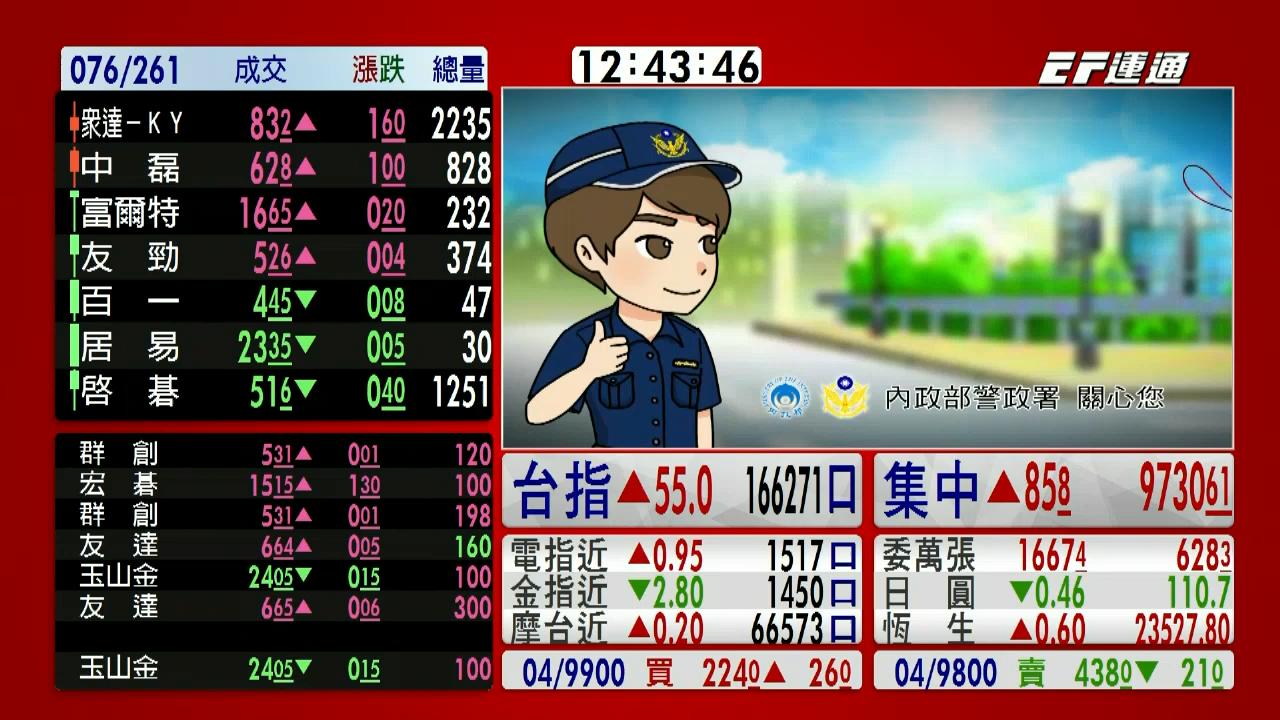 076/261 成交 漲跌 總量
12:43:46
EF運通
眾達-KY 832▲ 160 2235
中磊 628▲ 100 828
富爾特 1665▲ 020 232
友勁 526▲ 004 374
百一 445▼ 008 47
居易 2335▼ 005 30
啓碁 516▼ 040 1251
內政部警政署 關心您
群創 531▲ 001 120
宏碁 1515▲ 130 100
群創 531▲ 001 198
友達 664▲ 005 160
玉山金 2405▼ 015 100
友達 665▲ 006 300
玉山金 2405▼ 015 100
台指▲55.0 166271口
集中▲858 973061
電指近 ▲0.95 1517口
金指近 ▼2.80 1450口
摩台近 ▲0.20 66573口
委萬張 16674 6283
日圓 ▼0.46 110.7
恆生 ▲0.60 23527.80
04/9900 買 2240▲ 260
04/9800 賣 4380▼ 210